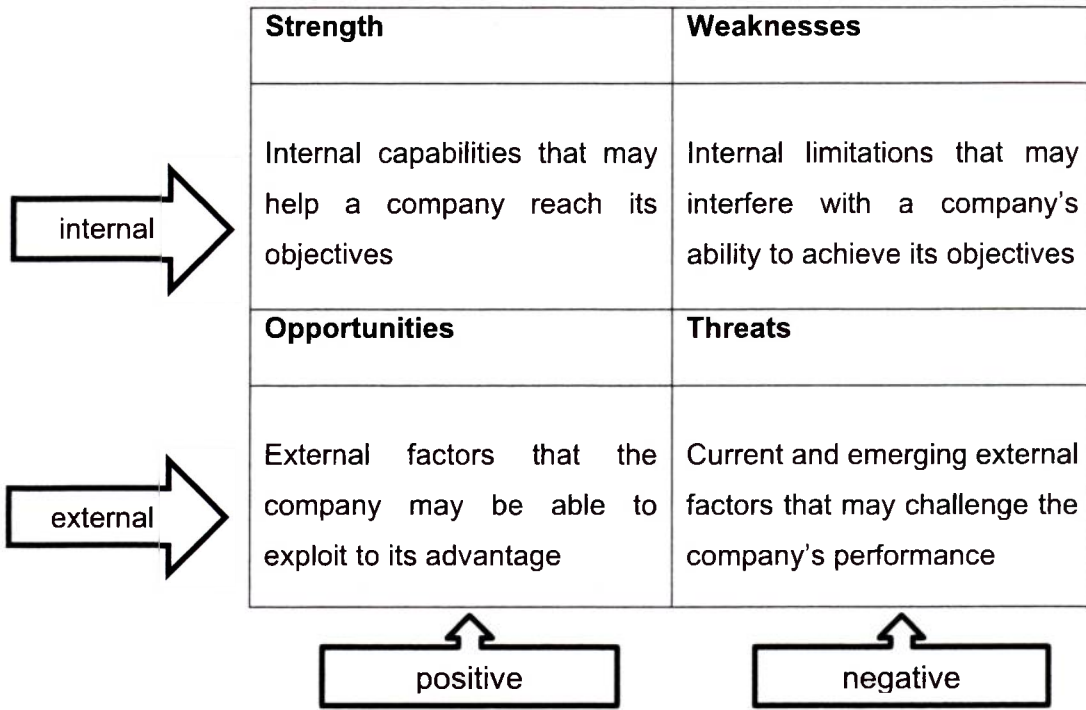 Strength
Weaknesses
internal
Internal capabilities that may
help a company reach its
objectives
Internal limitations that may
interfere with a company's
ability to achieve its objectives
Opportunities
Threats
external
External factors that the
company may be able to
exploit to its advantage
Current and emerging external
factors that may challenge the
company's performance
positive
negative